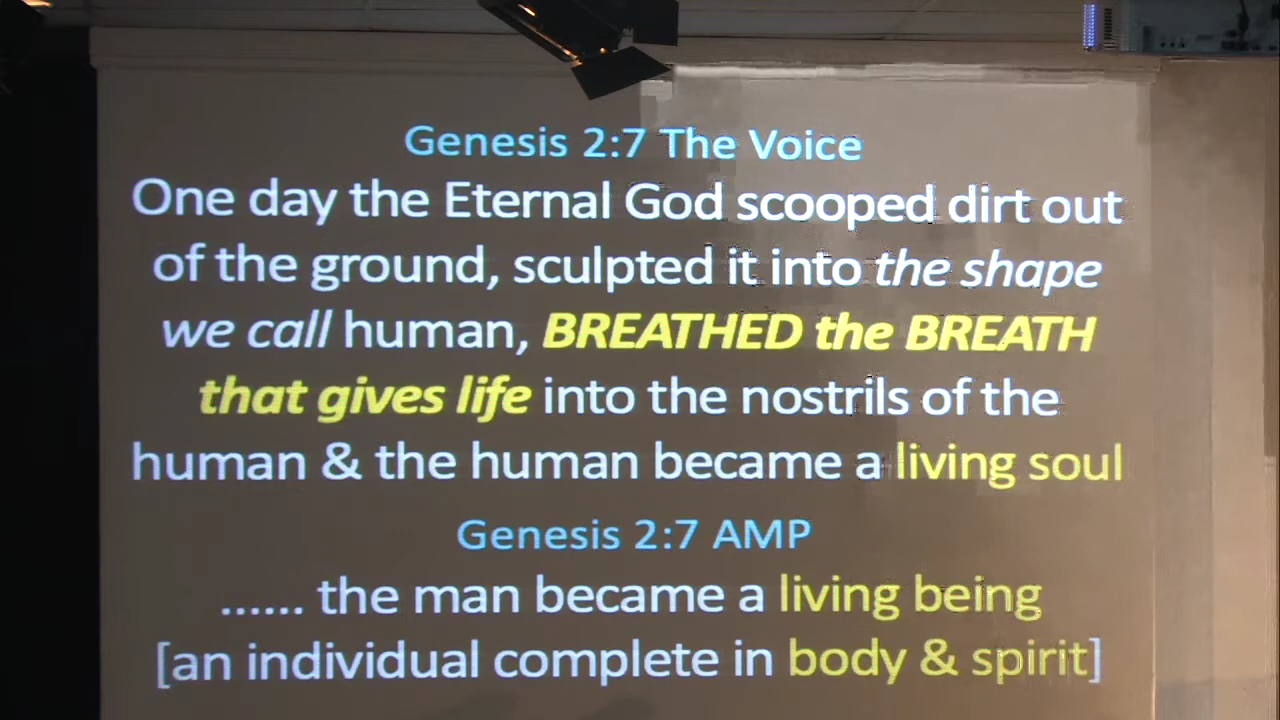 Genesis 2:7 The Voice
One day the Eternal God scooped dirt out
of the ground, sculpted it into the shape
we call human, BREATHED the BREATH
that gives life into the nostrils of the
human & the human became a living soul
Genesis 2:7 AMP
...... the man became a living being
[an individual complete in body & spirit]